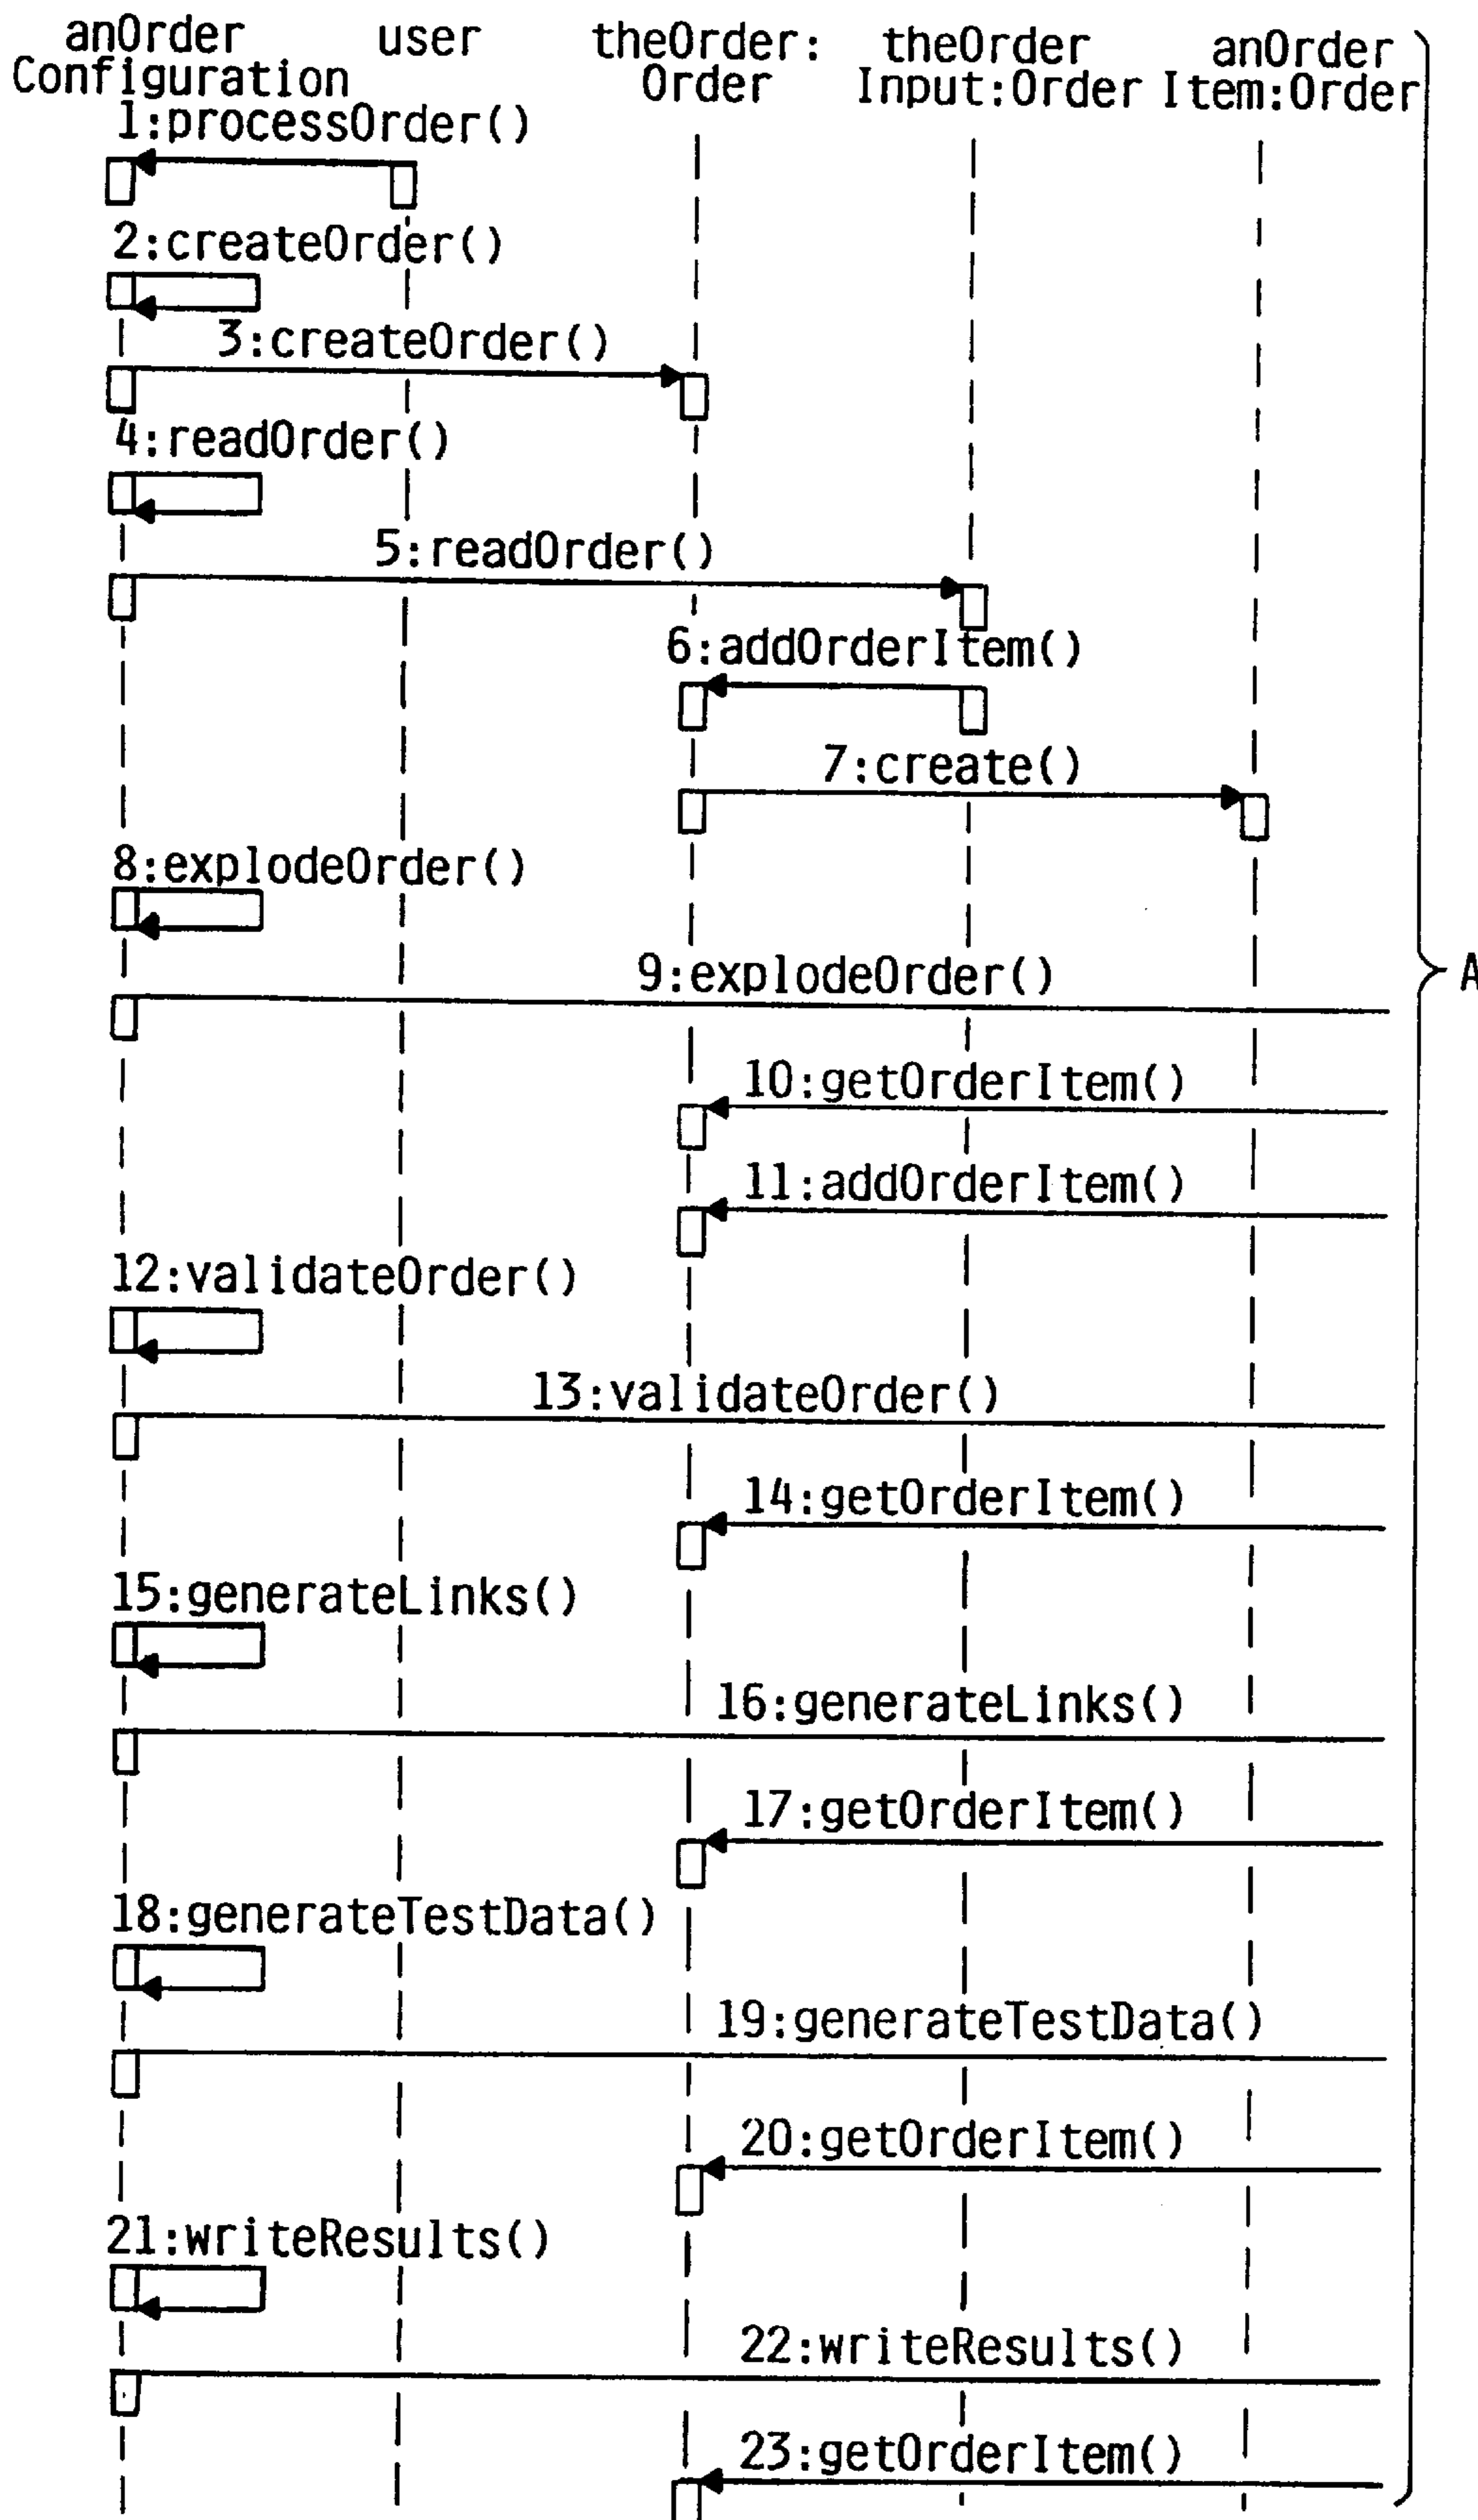 anOrder
Configuration
user
theOrder:
Order
theOrder
Input:Order
anOrder
Item:Order
1:processOrder()
2:createOrder()
3:createOrder()
4:readOrder()
5:readOrder()
6:addOrderItem()
7:create()
8:explodeOrder()
9:explodeOrder()
A
10:getOrderItem()
11:addOrderItem()
12:validateOrder()
13:validateOrder()
14:getOrderItem()
15:generateLinks()
16:generateLinks()
17:getOrderItem()
18:generateTestData()
19:generateTestData()
20:getOrderItem()
21:writeResults()
22:writeResults()
23:getOrderItem()